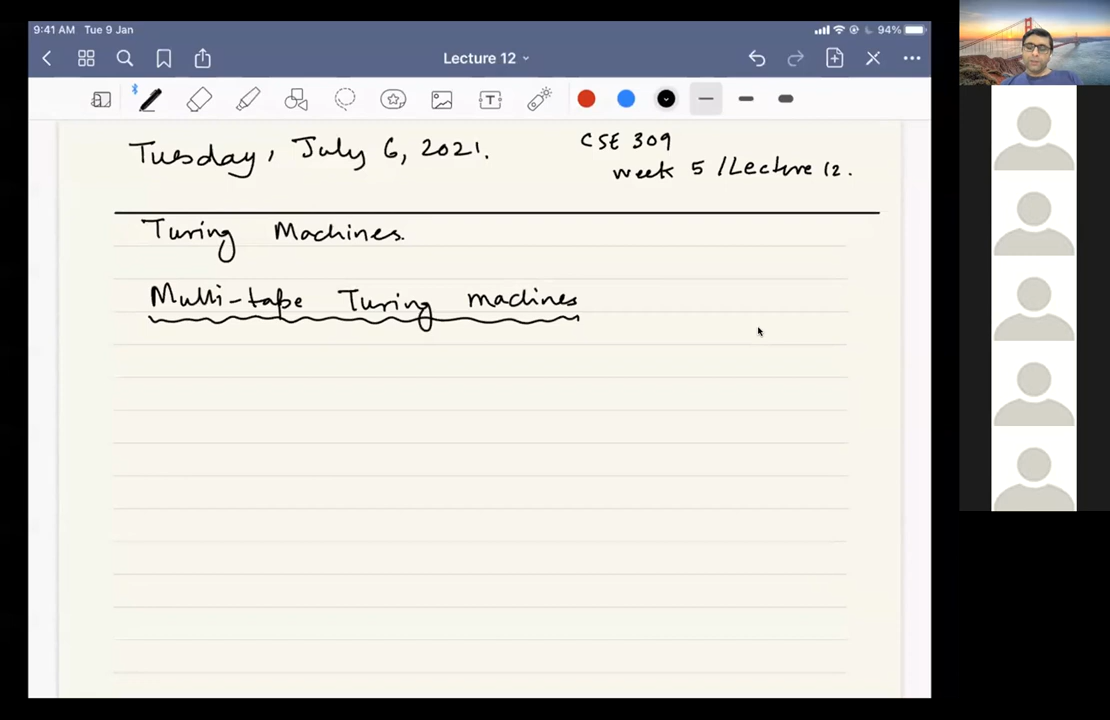 9:41 AM Tue 9 Jan
94%
Lecture 12
T
Tuesday, July 6, 2021.
CSE 309
week 5 / Lecture 12.
Turing Machines.
Multi-tape Turing machines